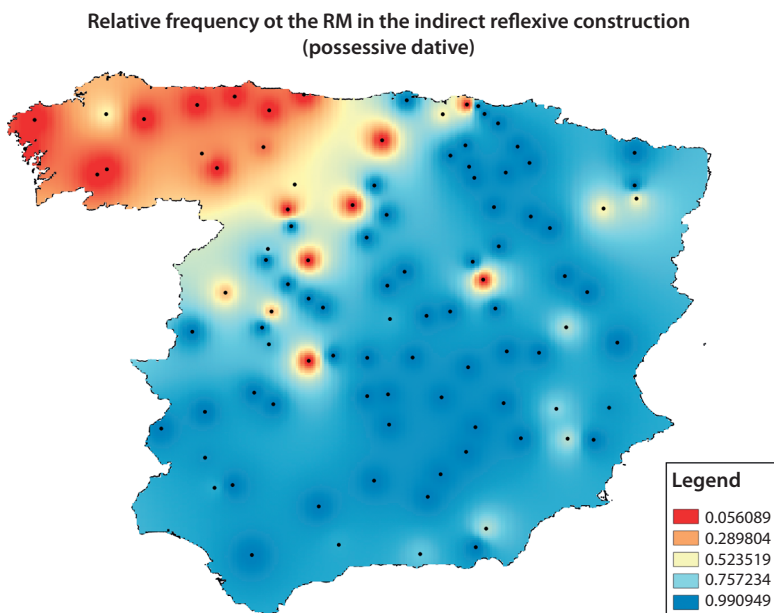 Relative frequency ot the RM in the indirect reflexive construction
(possessive dative)
Legend
0.056089
0.289804
0.523519
0.757234
0.990949